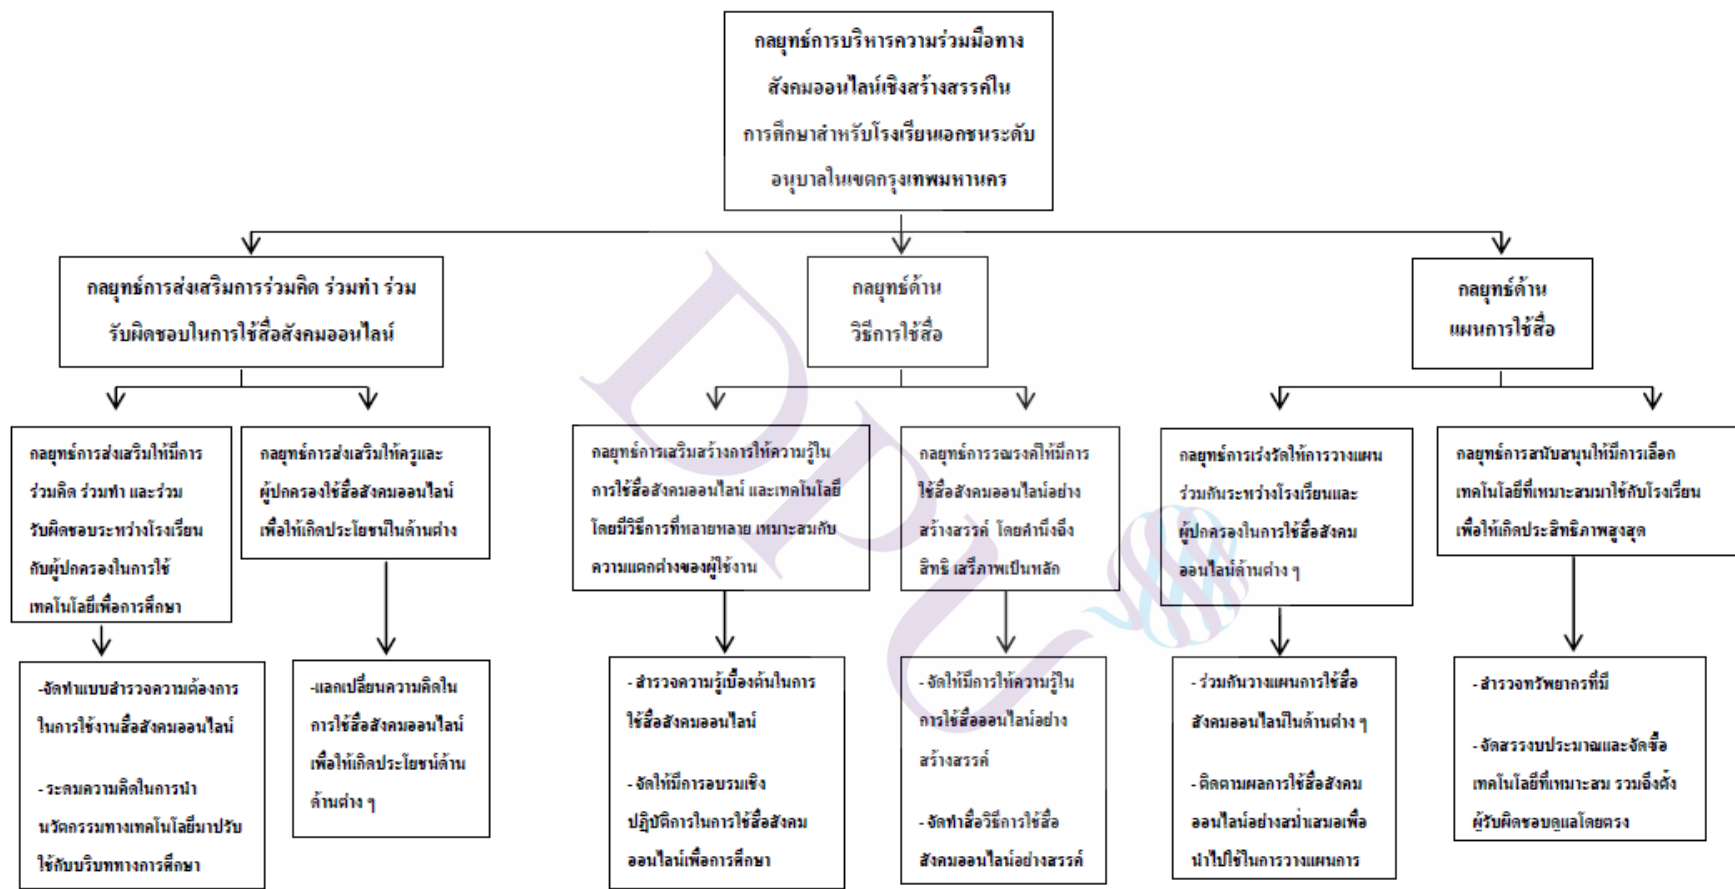 กลยุทธ์การบริหารความร่วมมือทาง
สังคมออนไลน์เชิงสร้างสรรค์ใน
การศึกษาสำหรับโรงเรียนเอกชนระดับ
อนุบาลในเขตกรุงเทพมหานคร
กลยุทธ์การส่งเสริมการร่วมคิด ร่วมทำ ร่วม
รับผิดชอบในการใช้สื่อสังคมออนไลน์
กลยุทธ์ด้าน
วิธีการใช้สื่อ
กลยุทธ์ด้าน
แผนการใช้สื่อ
กลยุทธ์การส่งเสริมให้มีการ
ร่วมคิด ร่วมทำ และร่วม
รับผิดชอบระหว่างโรงเรียน
กับผู้ปกครองในการใช้
เทคโนโลยีเพื่อการศึกษา
กลยุทธ์การส่งเสริมให้ครูและ
ผู้ปกครองใช้สื่อสังคมออนไลน์
เพื่อให้เกิดประโยชน์ในด้านต่าง
กลยุทธ์การเสริมสร้างการให้ความรู้ใน
การใช้สื่อสังคมออนไลน์ และเทคโนโลยี
โดยมีวิธีการที่หลายหลาย เหมาะสมกับ
ความแตกต่างของผู้ใช้งาน
กลยุทธ์การรณรงค์ให้มีการ
ใช้สื่อสังคมออนไลน์อย่าง
สร้างสรรค์ โดยคำนึงถึง
สิทธิ เสรีภาพเป็นหลัก
กลยุทธ์การเร่งรัดให้การวางแผน
ร่วมกันระหว่างโรงเรียนและ
ผู้ปกครองในการใช้สื่อสังคม
ออนไลน์ด้านต่าง ๆ
กลยุทธ์การสนับสนุนให้มีการเลือก
เทคโนโลยีที่เหมาะสมมาใช้กับโรงเรียน
เพื่อให้เกิดประสิทธิภาพสูงสุด
-จัดทำแบบสำรวจความต้องการ
ในการใช้งานสื่อสังคมออนไลน์
- ระดมความคิดในการนำ
นวัตกรรมทางเทคโนโลยีมาปรับ
ใช้กับบริบททางการศึกษา
-แลกเปลี่ยนความคิดใน
การใช้สื่อสังคมออนไลน์
เพื่อให้เกิดประโยชน์ด้าน
ด้านต่าง ๆ
- สำรวจความรู้เบื้องต้นในการ
ใช้สื่อสังคมออนไลน์
- จัดให้มีการอบรมเชิง
ปฏิบัติการในการใช้สื่อสังคม
ออนไลน์เพื่อการศึกษา
- จัดให้มีการให้ความรู้ใน
การใช้สื่อออนไลน์อย่าง
สร้างสรรค์
- จัดทำสื่อวิธีการใช้สื่อ
สังคมออนไลน์อย่างสรรค์
- ร่วมกันวางแผนการใช้สื่อ
สังคมออนไลน์ในด้านต่าง ๆ
- ติดตามผลการใช้สื่อสังคม
ออนไลน์อย่างสม่ำเสมอเพื่อ
นำไปใช้ในการวางแผนการ
- สำรวจทรัพยากรที่มี
- จัดสรรงบประมาณและจัดซื้อ
เทคโนโลยีที่เหมาะสม รวมถึงตั้ง
ผู้รับผิดชอบดูแลโดยตรง
DPU